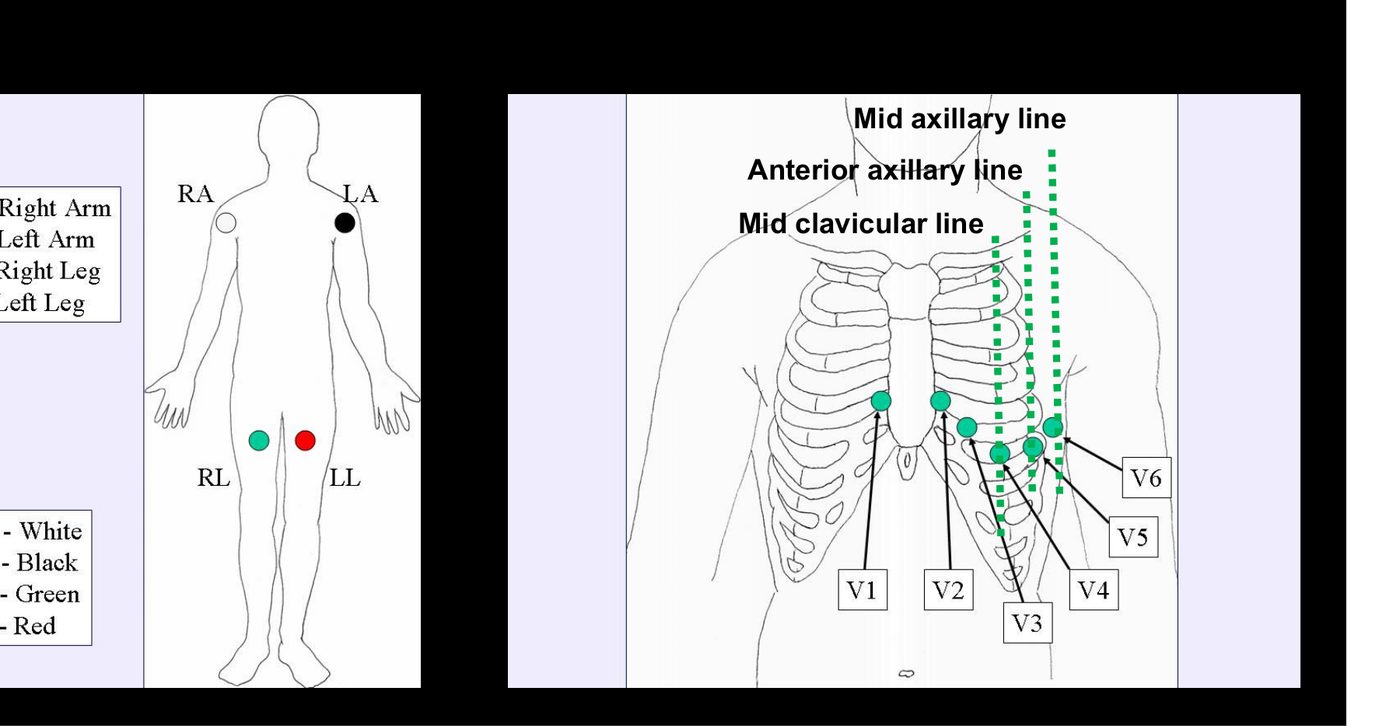 Right Arm
Left Arm
Right Leg
Left Leg
- White
- Black
- Green
- Red
RA
LA
RL
LL
Mid axillary line
Anterior axillary line
Mid clavicular line
V6
V5
V1
V2
V4
V3